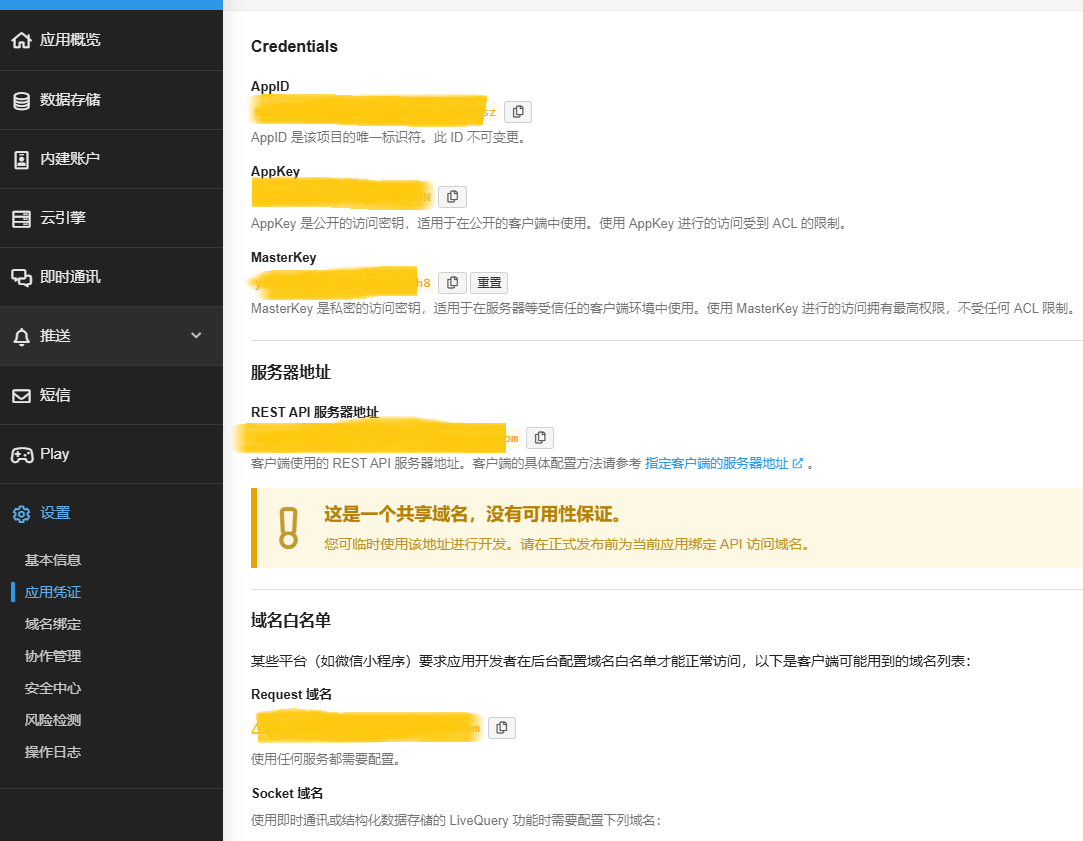 应用概览
数据存储
内建账户
云引擎
即时通讯
推送
短信
Play
设置
基本信息
应用凭证
域名绑定
协作管理
安全中心
风险检测
操作日志
Credentials
AppID
sz
AppID 是该项目的唯一标识符。此 ID 不可变更。
AppKey
AppKey 是公开的访问密钥，适用于在公开的客户端中使用。使用 AppKey 进行的访问受到 ACL 的限制。
MasterKey
h8
重置
MasterKey 是私密的访问密钥，适用于在服务器等受信任的客户端环境中使用。使用 MasterKey 进行的访问拥有最高权限，不受任何 ACL 限制。
服务器地址
REST API 服务器地址
om
客户端使用的 REST API 服务器地址。客户端的具体配置方法请参考 指定客户端的服务器地址 。
这是一个共享域名，没有可用性保证。
您可临时使用该地址进行开发。请在正式发布前为当前应用绑定 API 访问域名。
域名白名单
某些平台（如微信小程序）要求应用开发者在后台配置域名白名单才能正常访问，以下是客户端可能用到的域名列表：
Request 域名
om
使用任何服务都需要配置。
Socket 域名
使用即时通讯或结构化数据存储的 LiveQuery 功能时需要配置下列域名：